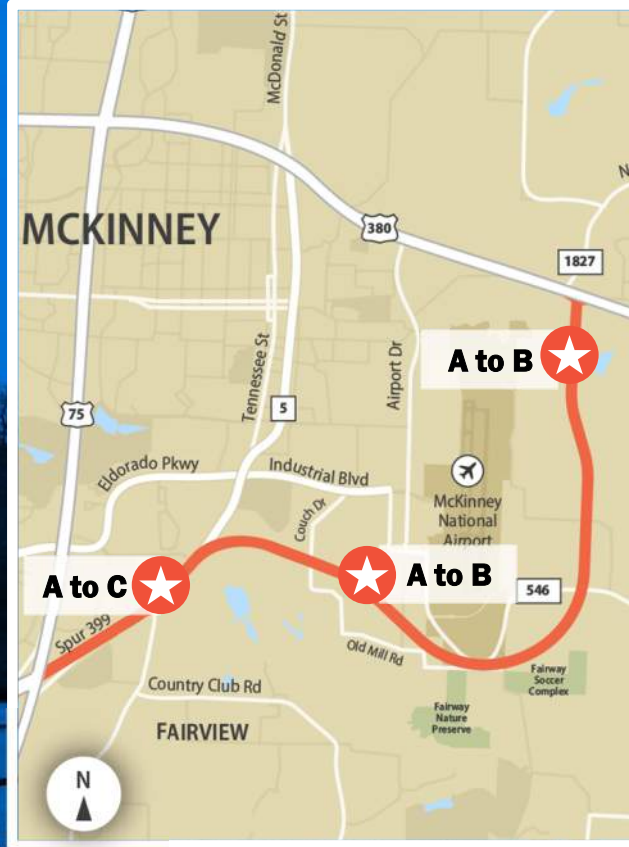 McDonald St
MCKINNEY
380
1827
N
A to B
Tennessee St
Airport Dr
75
5
Eldorado Pkwy
Industrial Blvd
Couch Dr
McKinney
National
Airport
A to C
A to B
546
Spur 399
Old Mill Rd
Fairway
Soccer
Complex
Country Club Rd
Fairway
Nature
Preserve
FAIRVIEW
N